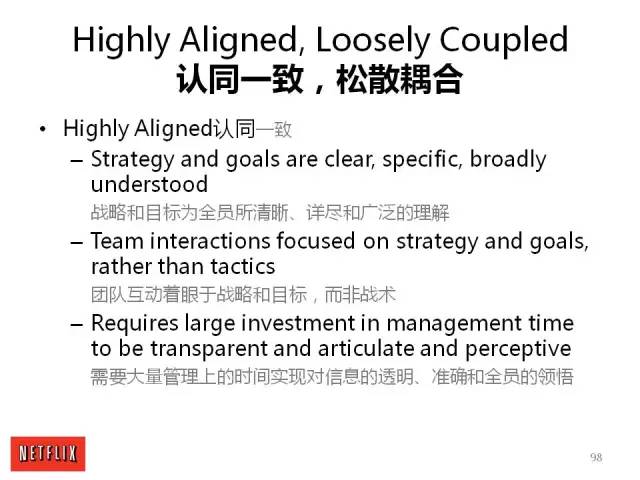 Highly Aligned, Loosely Coupled
认同一致，松散耦合
• Highly Aligned认同一致
– Strategy and goals are clear, specific, broadly
understood
战略和目标为全员所清晰、详尽和广泛的理解
– Team interactions focused on strategy and goals,
rather than tactics
团队互动着眼于战略和目标，而非战术
– Requires large investment in management time
to be transparent and articulate and perceptive
需要大量管理上的时间实现对信息的透明、准确和全员的领悟
NETFLIX
98